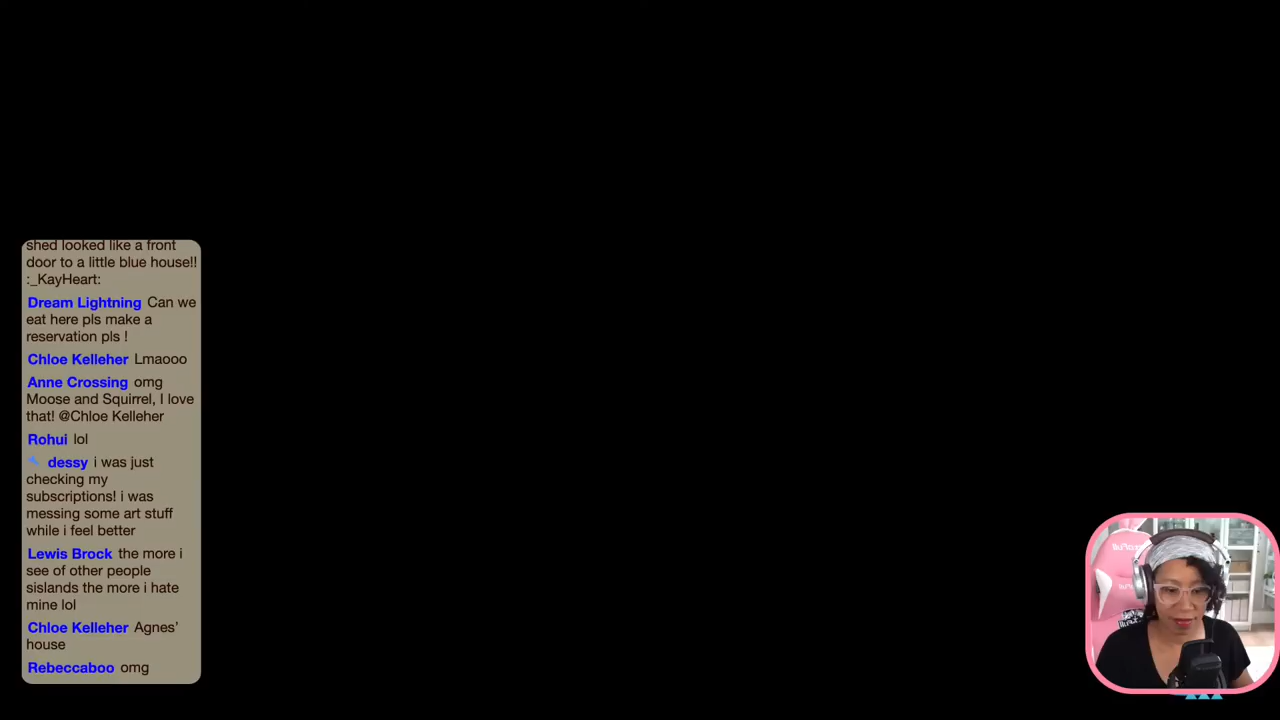 shed looked like a front
door to a little blue house!!
:_KayHeart:
Dream Lightning Can we
eat here pls make a
reservation pls !
Chloe Kelleher Lmaooo
Anne Crossing omg
Moose and Squirrel, I love
that! @Chloe Kelleher
Rohui lol
dessy i was just
checking my
subscriptions! i was
messing some art stuff
while i feel better
Lewis Brock the more i
see of other people
sislands the more i hate
mine lol
Chloe Kelleher Agnes'
house
Rebeccaboo omg